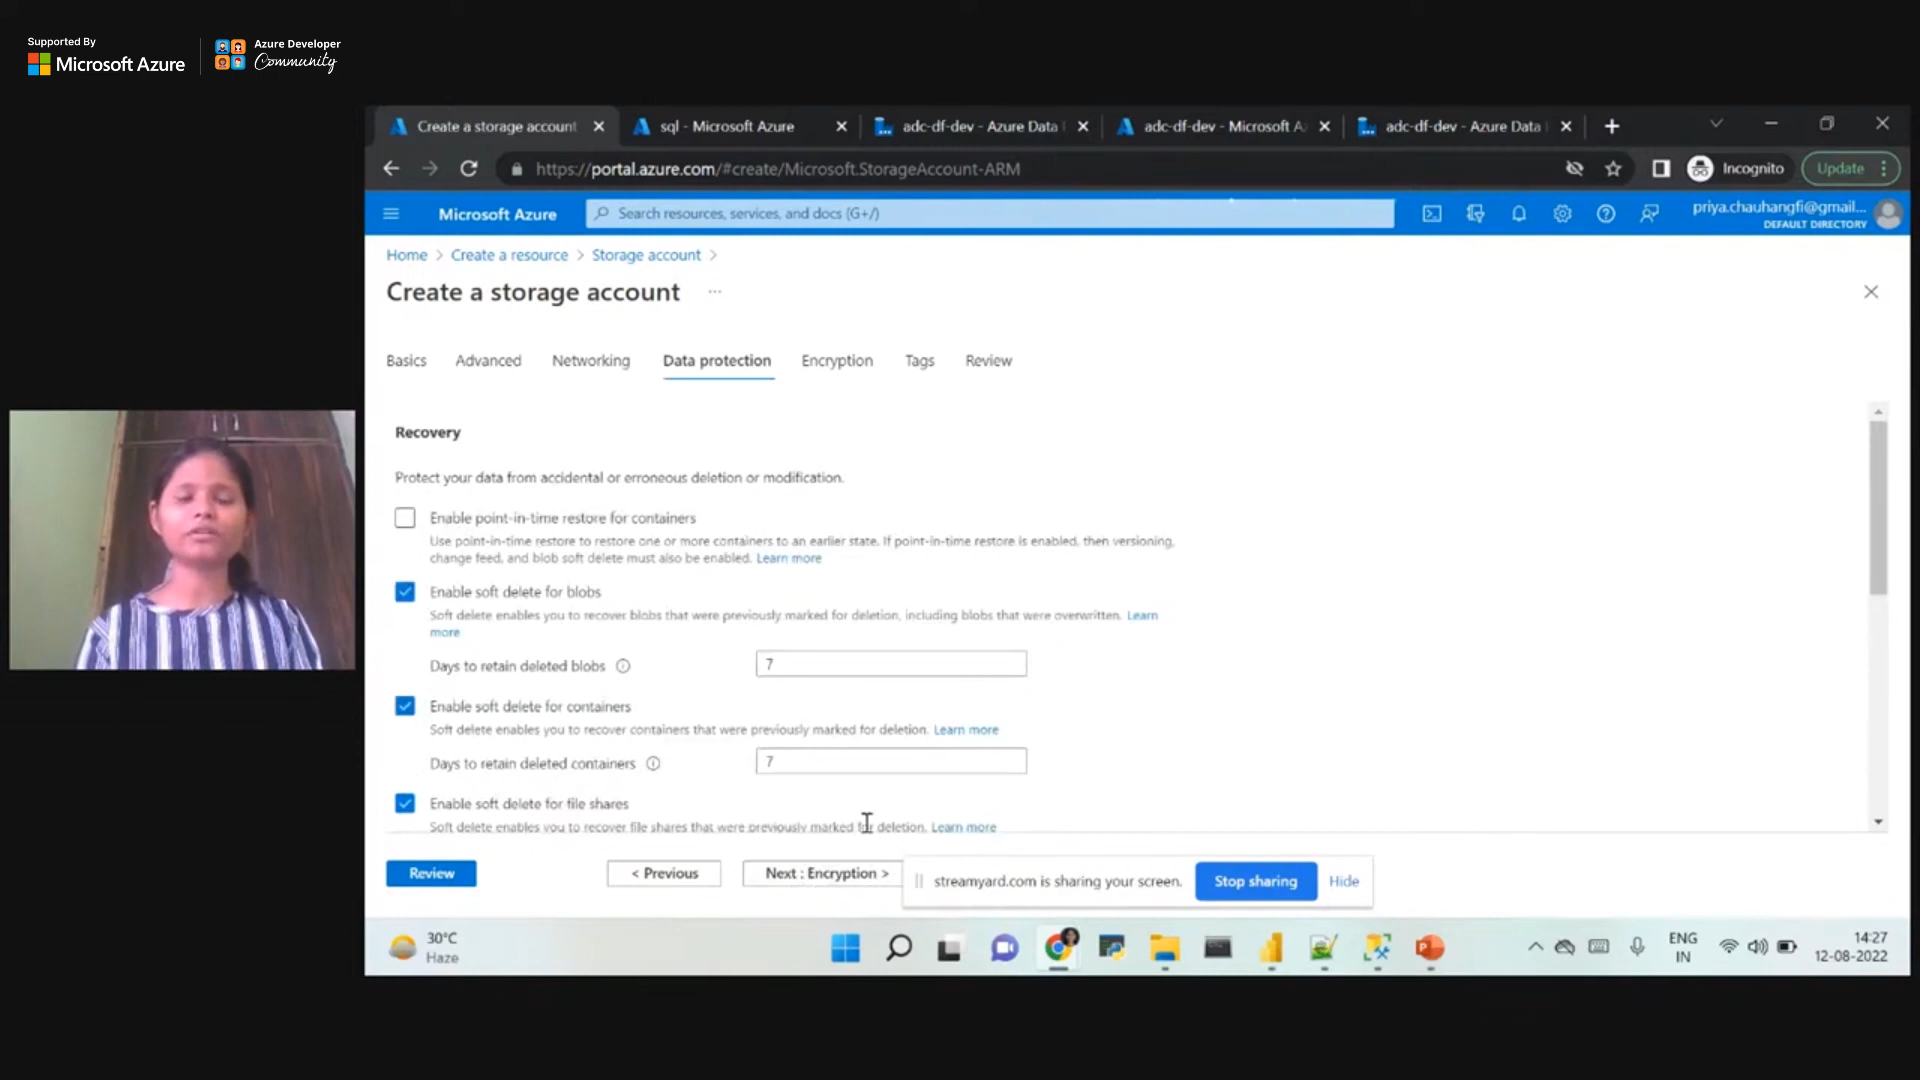 Supported By
Microsoft Azure
Azure Developer
Community
Create a storage account
sql - Microsoft Azure
adc-df-dev - Azure Data
adc-df-dev - Microsoft A
adc-df-dev - Azure Data
https://portal.azure.com/#create/Microsoft.StorageAccount-ARM
Incognito
Update
Microsoft Azure
Search resources, services, and docs (G+/)
priya.chauhangfi@gmail...
DEFAULT DIRECTORY
Home > Create a resource > Storage account >
Create a storage account ...
Basics Advanced Networking Data protection Encryption Tags Review
Recovery
Protect your data from accidental or erroneous deletion or modification.
Enable point-in-time restore for containers
Use point-in-time restore to restore one or more containers to an earlier state. If point-in-time restore is enabled, then versioning,
change feed, and blob soft delete must also be enabled. Learn more
Enable soft delete for blobs
Soft delete enables you to recover blobs that were previously marked for deletion, including blobs that were overwritten. Learn
more
Days to retain deleted blobs
7
Enable soft delete for containers
Soft delete enables you to recover containers that were previously marked for deletion. Learn more
Days to retain deleted containers
7
Enable soft delete for file shares
Soft delete enables you to recover file shares that were previously marked for deletion. Learn more
Review
< Previous
Next : Encryption >
streamyard.com is sharing your screen.
Stop sharing
Hide
30°C
Haze
ENG
IN
14:27
12-08-2022